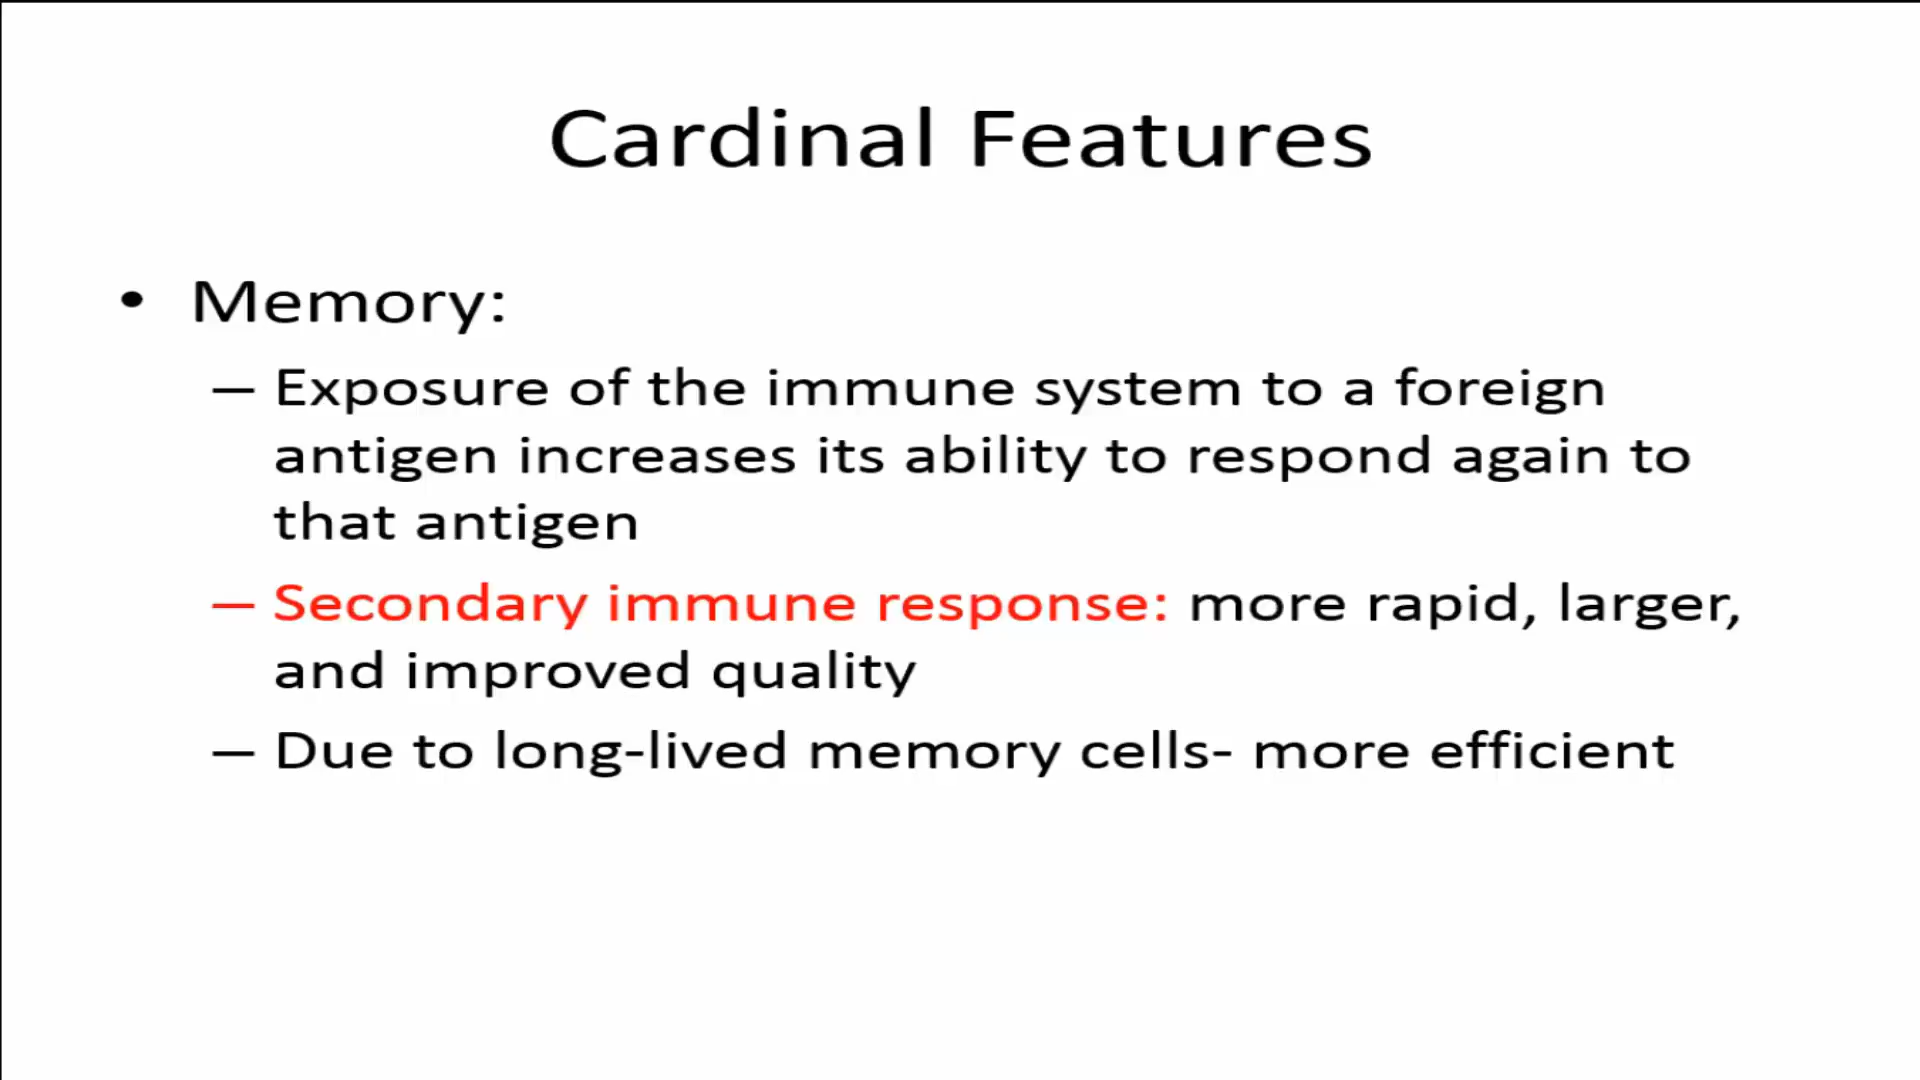 Cardinal Features
• Memory:
– Exposure of the immune system to a foreign
antigen increases its ability to respond again to
that antigen
– Secondary immune response: more rapid, larger,
and improved quality
– Due to long-lived memory cells- more efficient